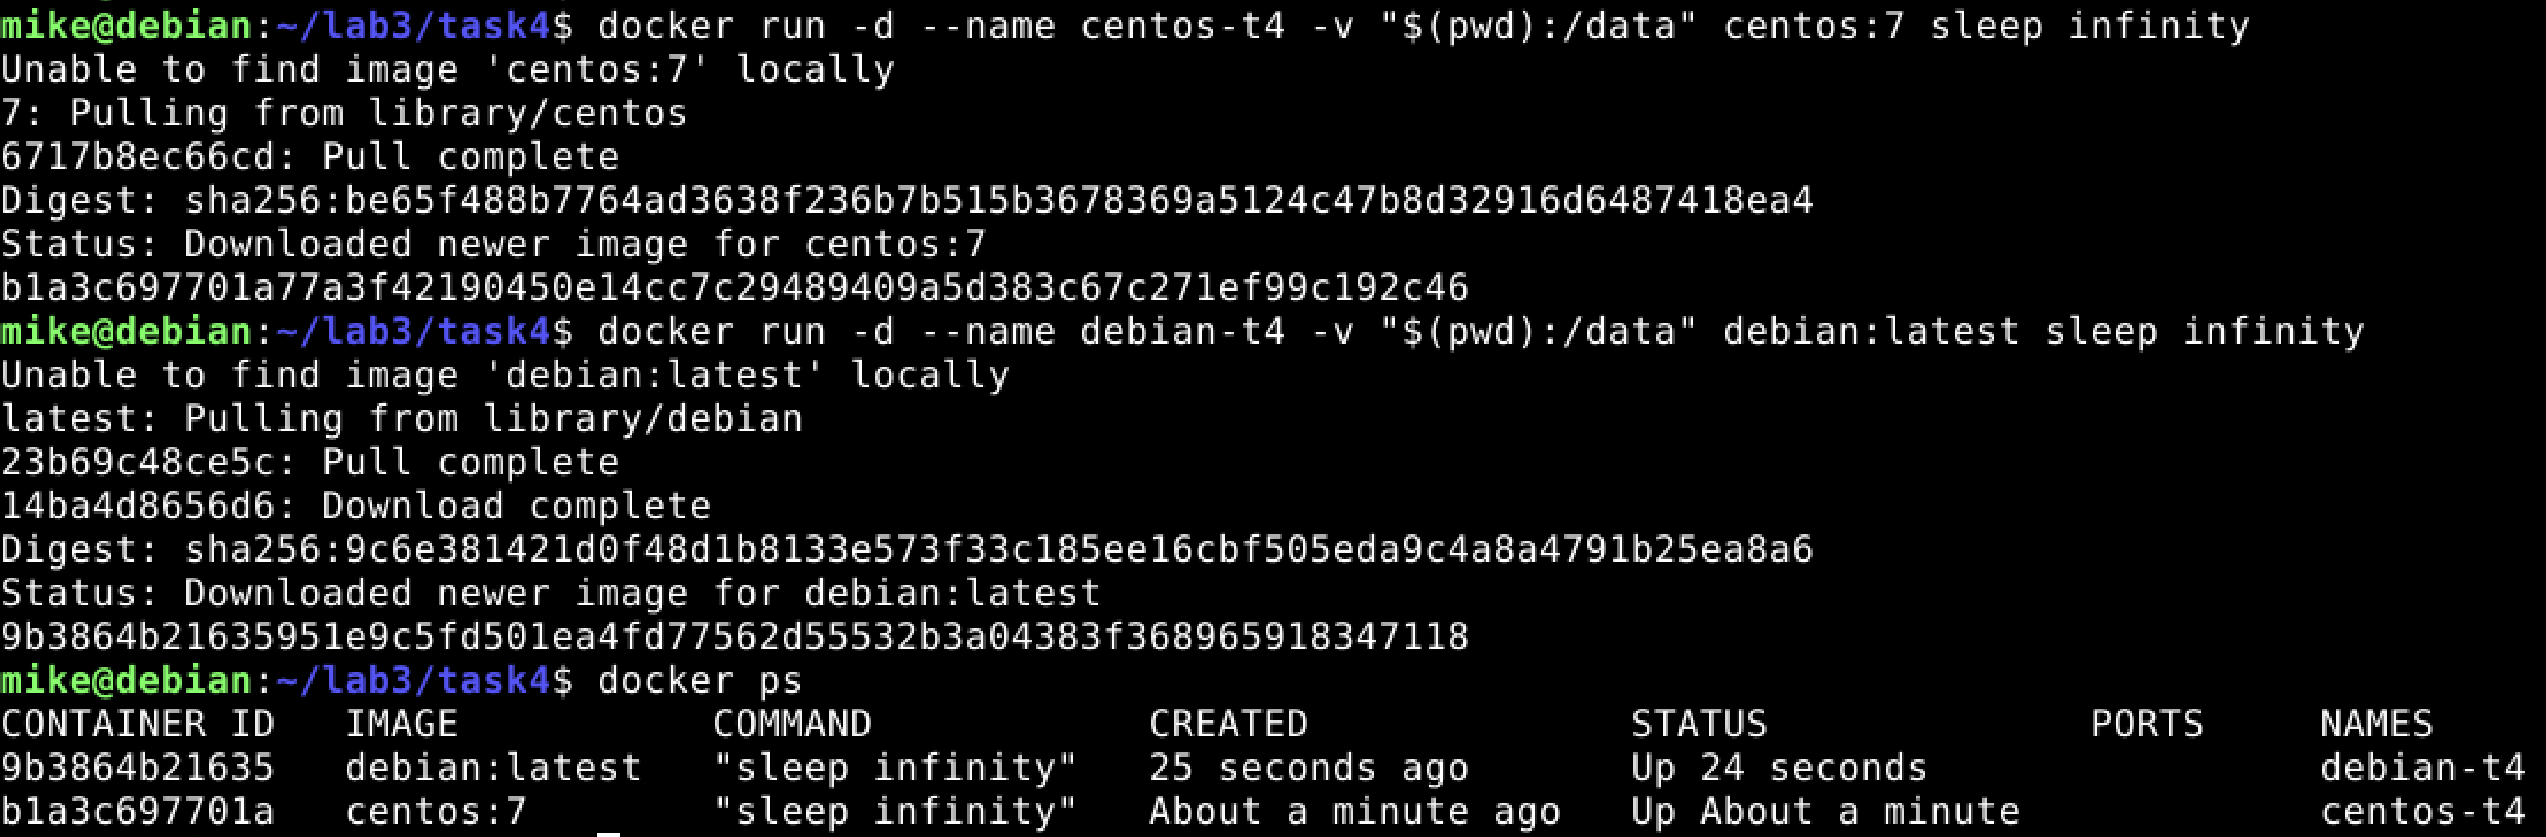 mike@debian:~/lab3/task4$ docker run -d --name centos-t4 -v "$(pwd):/data" centos:7 sleep infinity
Unable to find image 'centos:7' locally
7: Pulling from library/centos
6717b8ec66cd: Pull complete
Digest: sha256:be65f488b7764ad3638f236b7b515b3678369a5124c47b8d32916d6487418ea4
Status: Downloaded newer image for centos:7
b1a3c697701a77a3f42190450e14cc7c29489409a5d383c67c271ef99c192c46
mike@debian:~/lab3/task4$ docker run -d --name debian-t4 -v "$(pwd):/data" debian:latest sleep infinity
Unable to find image 'debian:latest' locally
latest: Pulling from library/debian
23b69c48ce5c: Pull complete
14ba4d8656d6: Download complete
Digest: sha256:9c6e381421d0f48d1b8133e573f33c185ee16cbf505eda9c4a8a4791b25ea8a6
Status: Downloaded newer image for debian:latest
9b3864b21635951e9c5fd501ea4fd77562d55532b3a04383f368965918347118
mike@debian:~/lab3/task4$ docker ps
CONTAINER ID   IMAGE           COMMAND            CREATED              STATUS              PORTS     NAMES
9b3864b21635   debian:latest   "sleep infinity"   25 seconds ago       Up 24 seconds                 debian-t4
b1a3c697701a   centos:7        "sleep infinity"   About a minute ago   Up About a minute             centos-t4